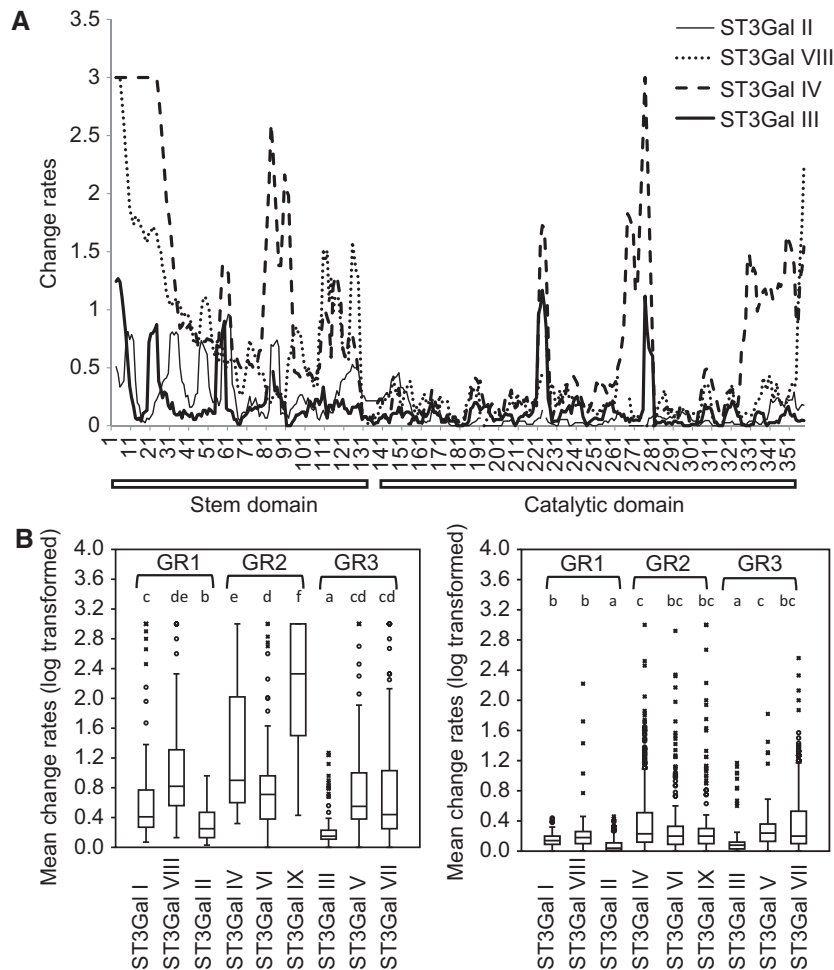 A
3.5
3
2.5
2
1.5
1
0.5
0
Change rates
ST3Gal II
ST3Gal VIII
ST3Gal IV
ST3Gal III
1 11 21 31 41 51 61 71 81 91 101 111 121 131 141 151 161 171 181 191 201 211 221 231 241 251 261 271 281 291 301 311 321 331 341 351
Stem domain
Catalytic domain
B
Mean change rates (log transformed)
4.0
3.6
3.2
2.8
2.4
2.0
1.6
1.2
0.8
0.4
0.0
GR1 GR2 GR3
c de b e d f a cd cd
ST3Gal I
ST3Gal VIII
ST3Gal II
ST3Gal IV
ST3Gal VI
ST3Gal IX
ST3Gal III
ST3Gal V
ST3Gal VII
Mean change rates (log transformed)
4.0
3.6
3.2
2.8
2.4
2.0
1.6
1.2
0.8
0.4
0.0
GR1 GR2 GR3
b b a c bc bc a c bc
ST3Gal I
ST3Gal VIII
ST3Gal II
ST3Gal IV
ST3Gal VI
ST3Gal IX
ST3Gal III
ST3Gal V
ST3Gal VII